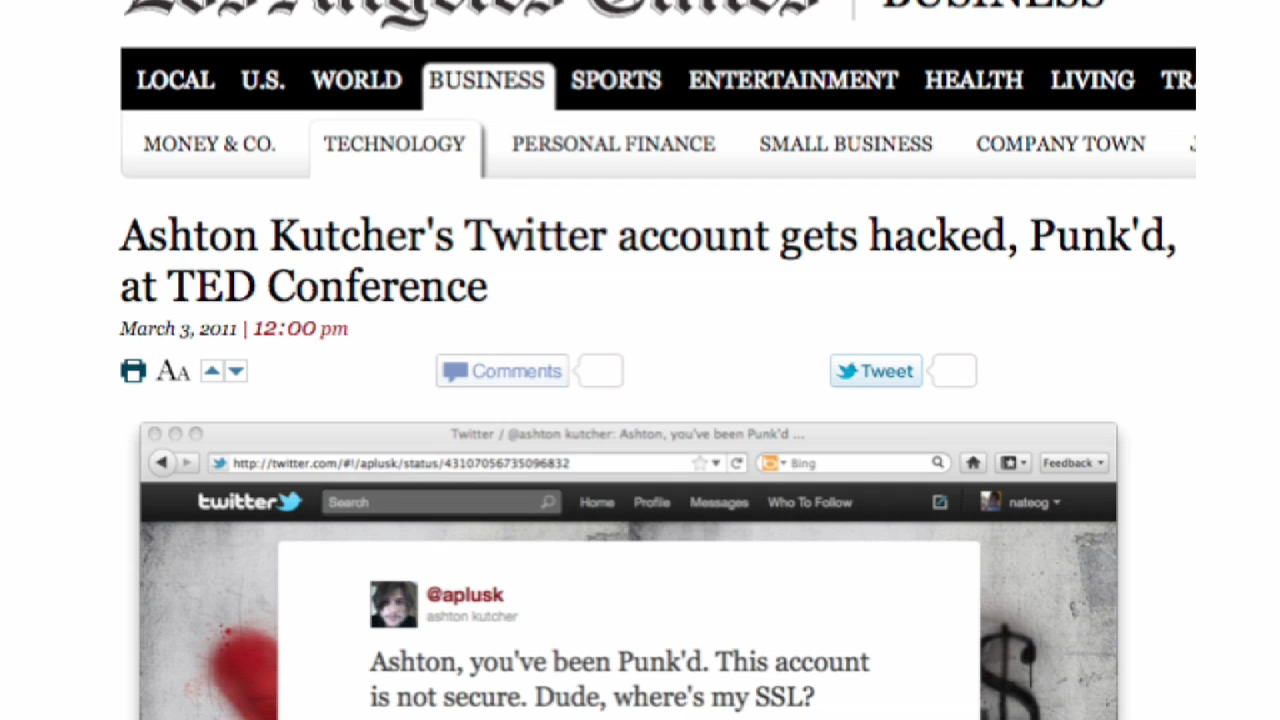 Los Angeles Times | BUSINESS
LOCAL U.S. WORLD BUSINESS SPORTS ENTERTAINMENT HEALTH LIVING
MONEY & CO. TECHNOLOGY PERSONAL FINANCE SMALL BUSINESS COMPANY TOWN
Ashton Kutcher's Twitter account gets hacked, Punk'd,
at TED Conference
March 3, 2011 | 12:00 pm
AA Comments Tweet
Twitter / @ashton kutcher: Ashton, you've been Punk'd ...
http://twitter.com/#!/aplusk/status/43107056735096832 Bing Feedback
twitter Search Home Profile Messages Who To Follow nateog
@aplusk
ashton kutcher
Ashton, you've been Punk'd. This account
is not secure. Dude, where's my SSL?